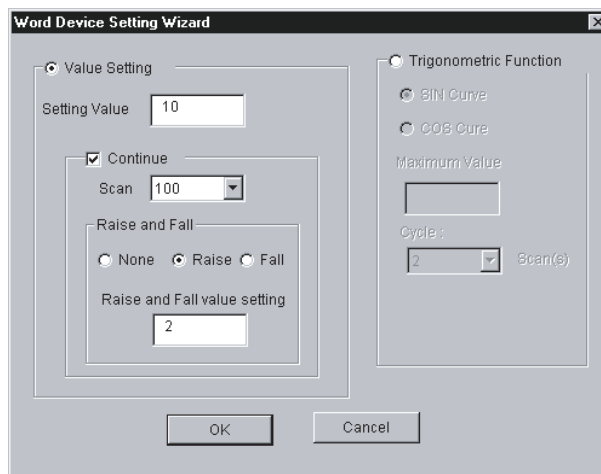 Word Device Setting Wizard
Value Setting
Setting Value 10
Continue
Scan 100
Raise and Fall
None Raise Fall
Raise and Fall value setting
2
Trigonometric Function
SIN Curve
COS Cure
Maximum Value
Cycle :
2 Scan(s)
OK Cancel